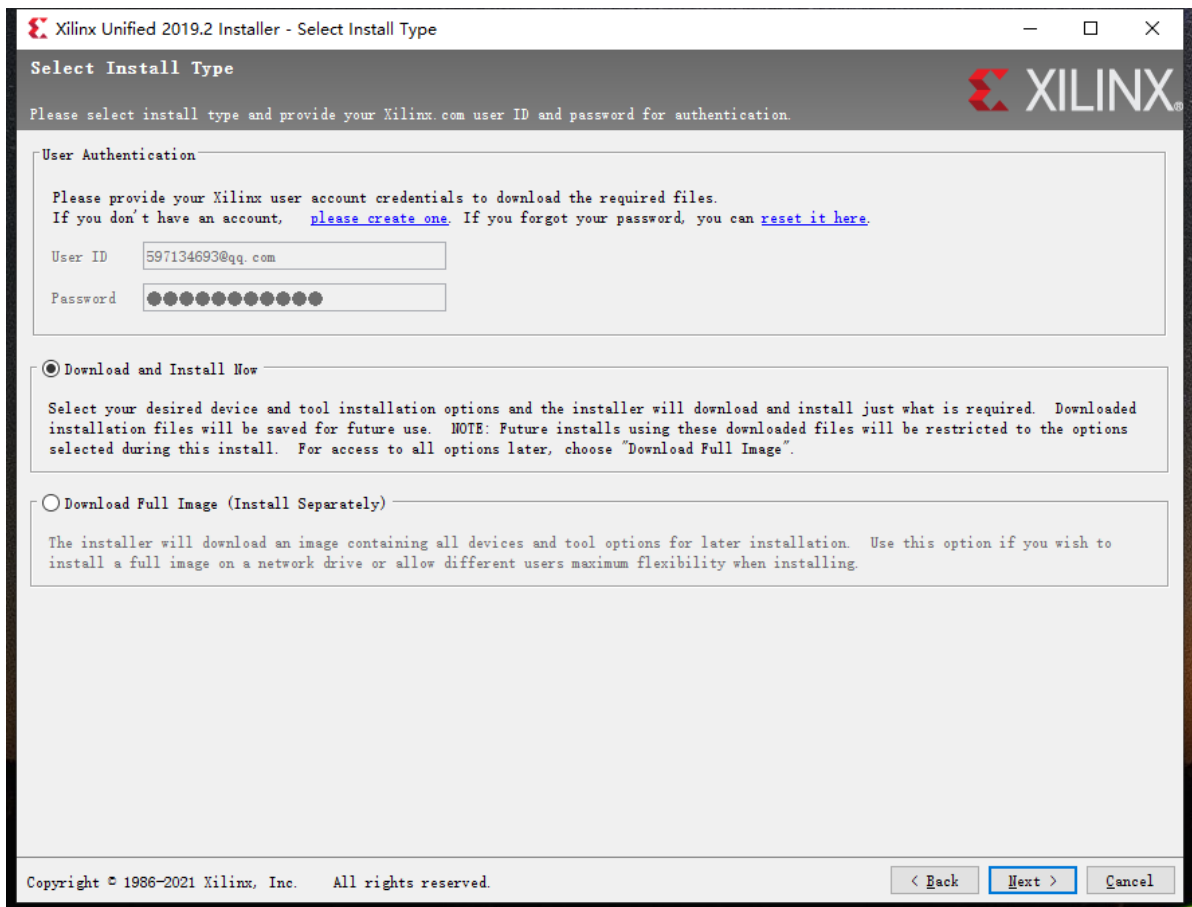 Xilinx Unified 2019.2 Installer - Select Install Type
Select Install Type
XILINX®
Please select install type and provide your Xilinx.com user ID and password for authentication.
User Authentication
Please provide your Xilinx user account credentials to download the required files.
If you don't have an account, please create one. If you forgot your password, you can reset it here.
User ID 597134693@qq.com
Password
Download and Install Now
Select your desired device and tool installation options and the installer will download and install just what is required. Downloaded
installation files will be saved for future use. NOTE: Future installs using these downloaded files will be restricted to the options
selected during this install. For access to all options later, choose "Download Full Image".
Download Full Image (Install Separately)
The installer will download an image containing all devices and tool options for later installation. Use this option if you wish to
install a full image on a network drive or allow different users maximum flexibility when installing.
Copyright © 1986-2021 Xilinx, Inc. All rights reserved.
< Back Next > Cancel